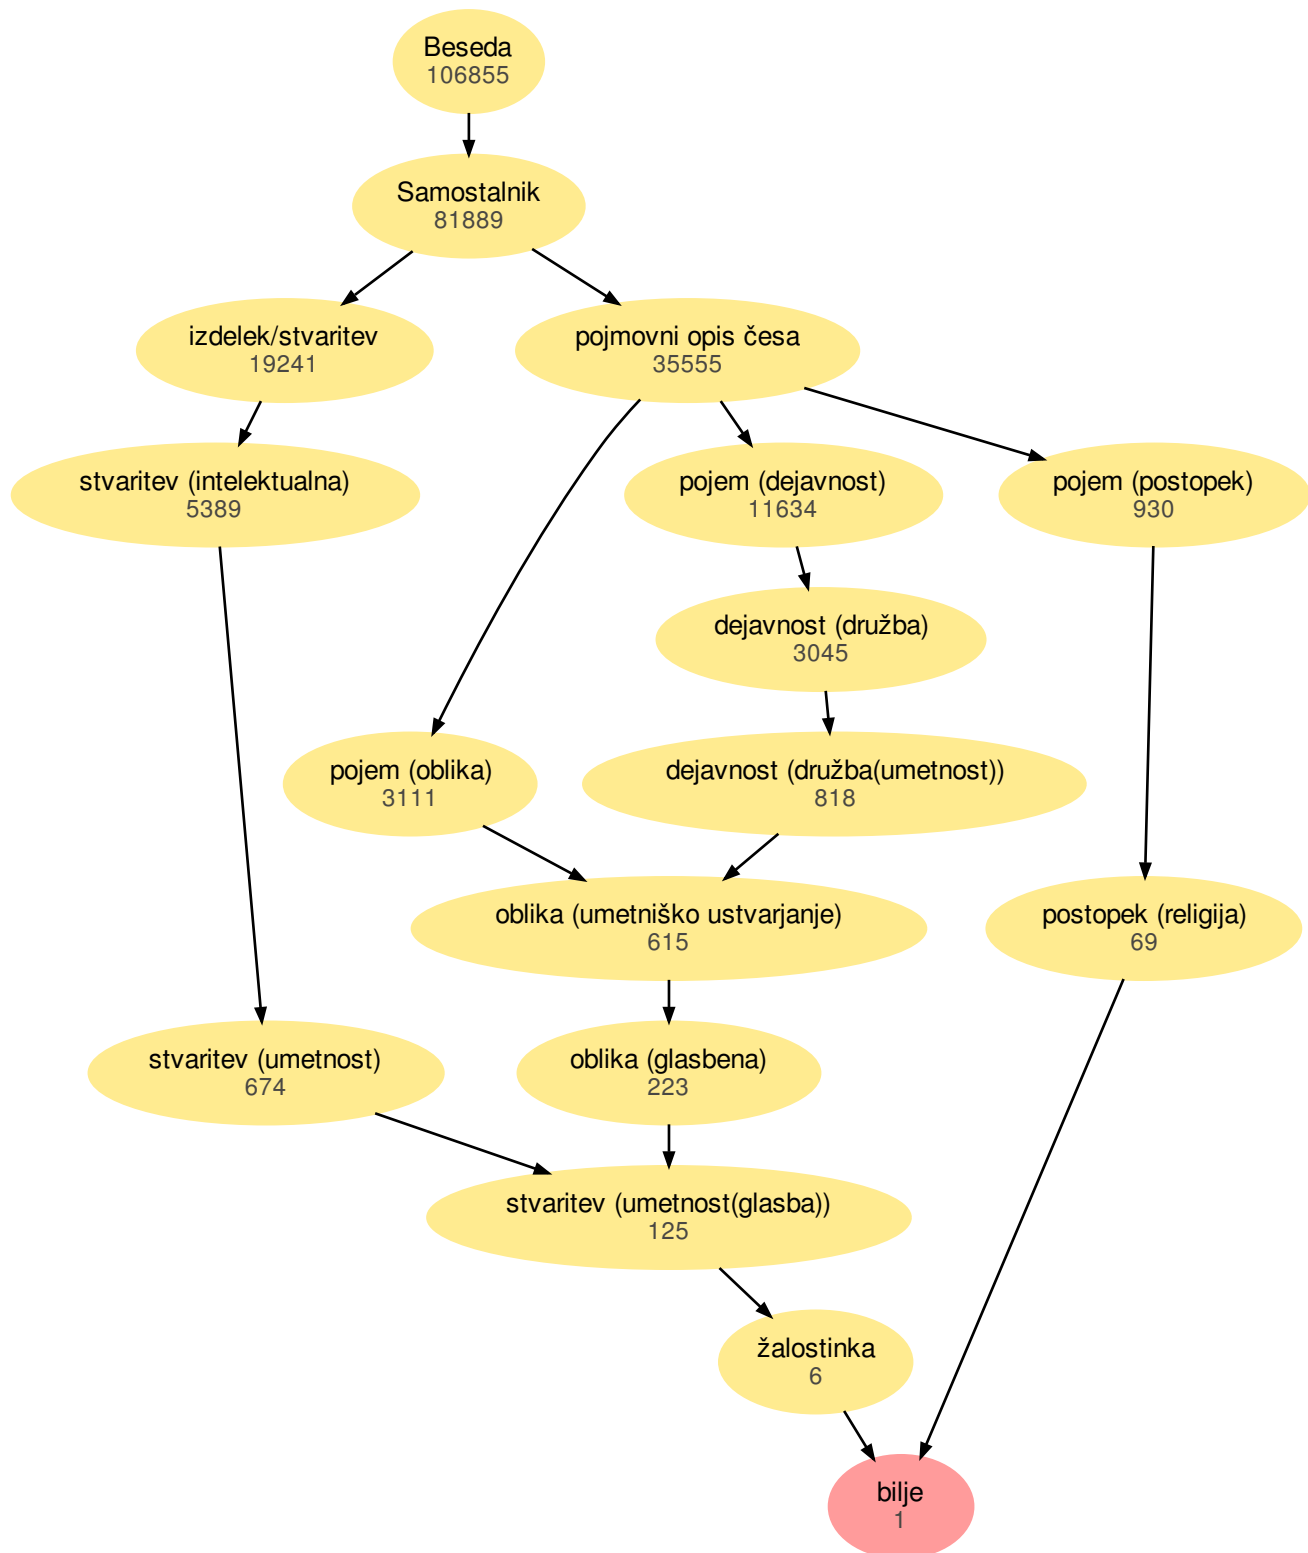 Beseda
106855
Samostalnik
81889
izdelek/stvaritev
19241
pojmovni opis česa
35555
stvaritev (intelektualna)
5389
pojem (dejavnost)
11634
pojem (postopek)
930
dejavnost (družba)
3045
pojem (oblika)
3111
dejavnost (družba(umetnost))
818
oblika (umetniško ustvarjanje)
615
postopek (religija)
69
stvaritev (umetnost)
674
oblika (glasbena)
223
stvaritev (umetnost(glasba))
125
žalostinka
6
bilje
1